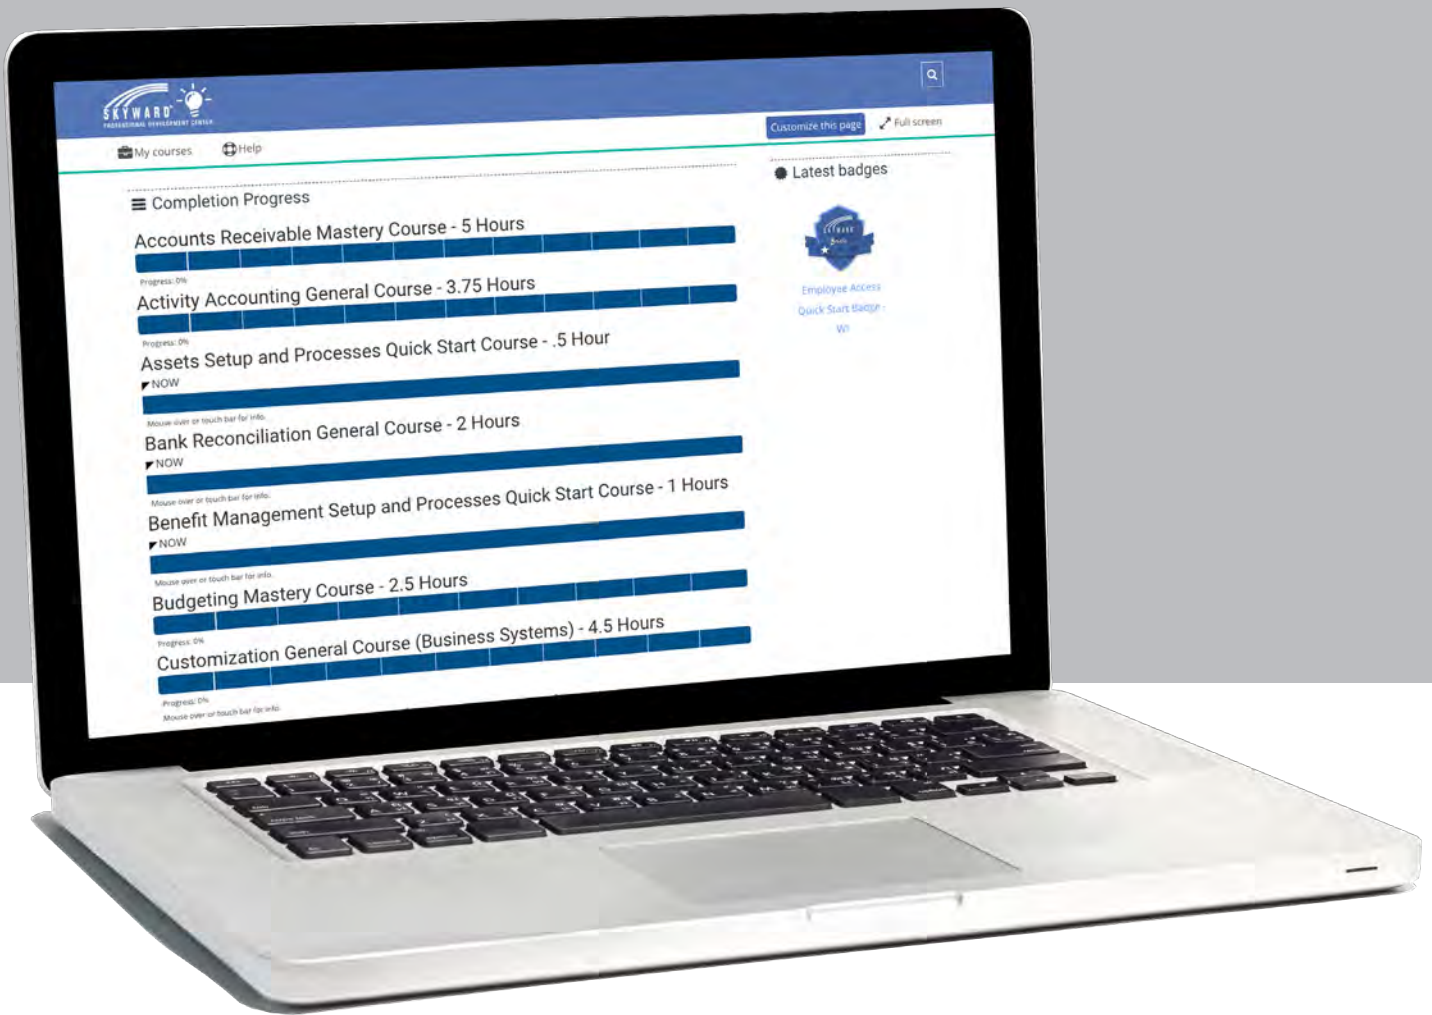 SKYWARD
PROFESSIONAL DEVELOPMENT CENTER
Customize this page
Full screen
My courses
Help
Completion Progress
Accounts Receivable Mastery Course - 5 Hours
Progress: 0%
Activity Accounting General Course - 3.75 Hours
Progress: 0%
Assets Setup and Processes Quick Start Course - .5 Hour
NOW
Mouse over or touch bar for info.
Bank Reconciliation General Course - 2 Hours
NOW
Mouse over or touch bar for info.
Benefit Management Setup and Processes Quick Start Course - 1 Hours
NOW
Mouse over or touch bar for info.
Budgeting Mastery Course - 2.5 Hours
Progress: 0%
Customization General Course (Business Systems) - 4.5 Hours
Progress: 0%
Mouse over or touch bar for info.
Latest badges
SKYWARD
Employee Access
Quick Start Badge -
WI